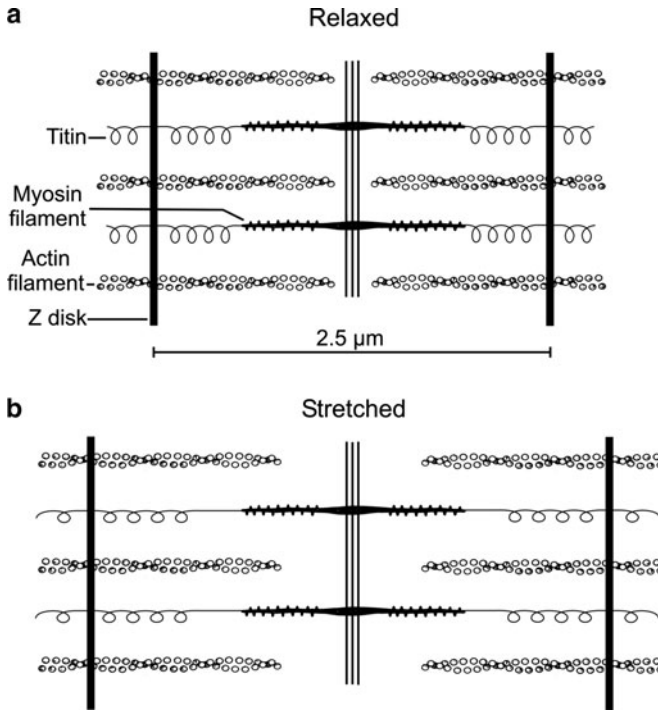 a
Relaxed
Titin
Myosin
filament
Actin
filament
Z disk
2.5 µm
b
Stretched